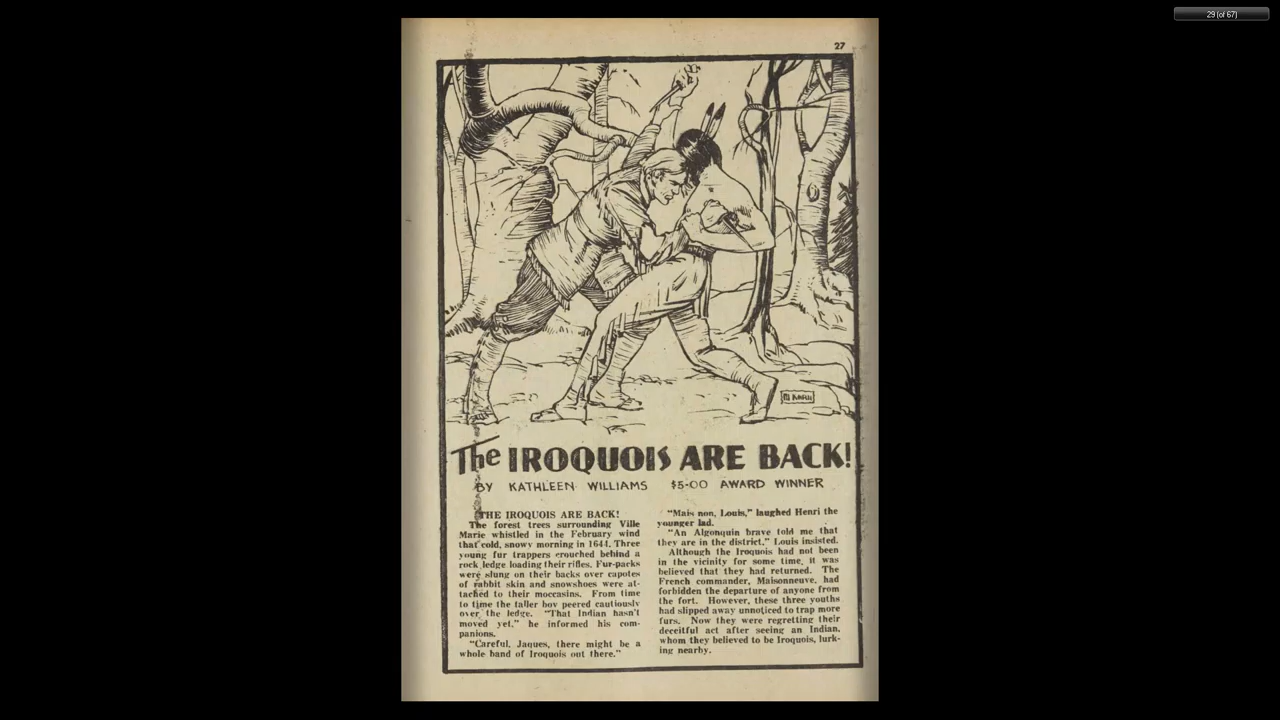 29 (of 67)
27
The IROQUOIS ARE BACK!
BY KATHLEEN WILLIAMS $5.00 AWARD WINNER
THE IROQUOIS ARE BACK!
The forest trees surrounding Ville
Marie whistled in the February wind
that cold, snowy morning in 1644. Three
young fur trappers crouched behind a
rock ledge loading their rifles. Fur-packs
were slung on their backs over capotes
of rabbit skin and snowshoes were at-
tached to their moccasins. From time
to time the taller boy peered cautiously
over the ledge. "That Indian hasn't
moved yet," he informed his com-
panions.
"Careful, Jaques, there might be a
whole band of Iroquois out there."
"Mais non, Louis," laughed Henri the
younger lad.
"An Algonquin brave told me that
they are in the district," Louis insisted.
Although the Iroquois had not been
in the vicinity for some time, it was
believed that they had returned. The
French commander, Maisonneuve, had
forbidden the departure of anyone from
the fort. However, these three youths
had slipped away unnoticed to trap more
furs. Now they were regretting their
deceitful act after seeing an Indian,
whom they believed to be Iroquois, lurk-
ing nearby.